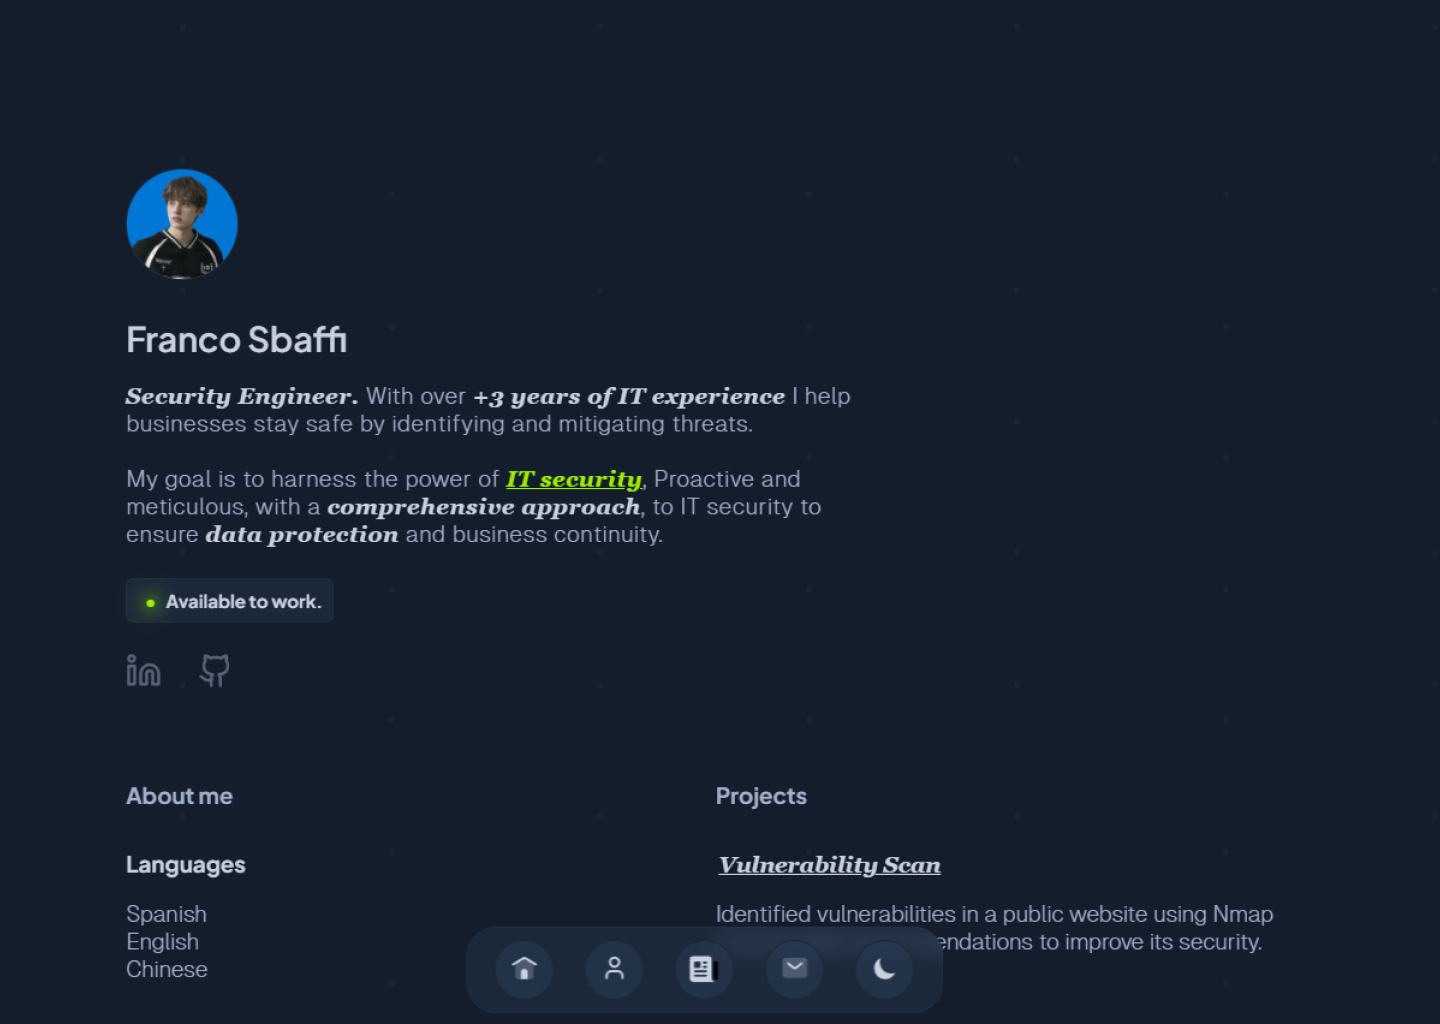 Franco Sbaffi
Security Engineer. With over +3 years of IT experience I help
businesses stay safe by identifying and mitigating threats.
My goal is to harness the power of IT security, Proactive and
meticulous, with a comprehensive approach, to IT security to
ensure data protection and business continuity.
Available to work.
About me
Languages
Spanish
English
Chinese
Projects
Vulnerability Scan
Identified vulnerabilities in a public website using Nmap
endations to improve its security.